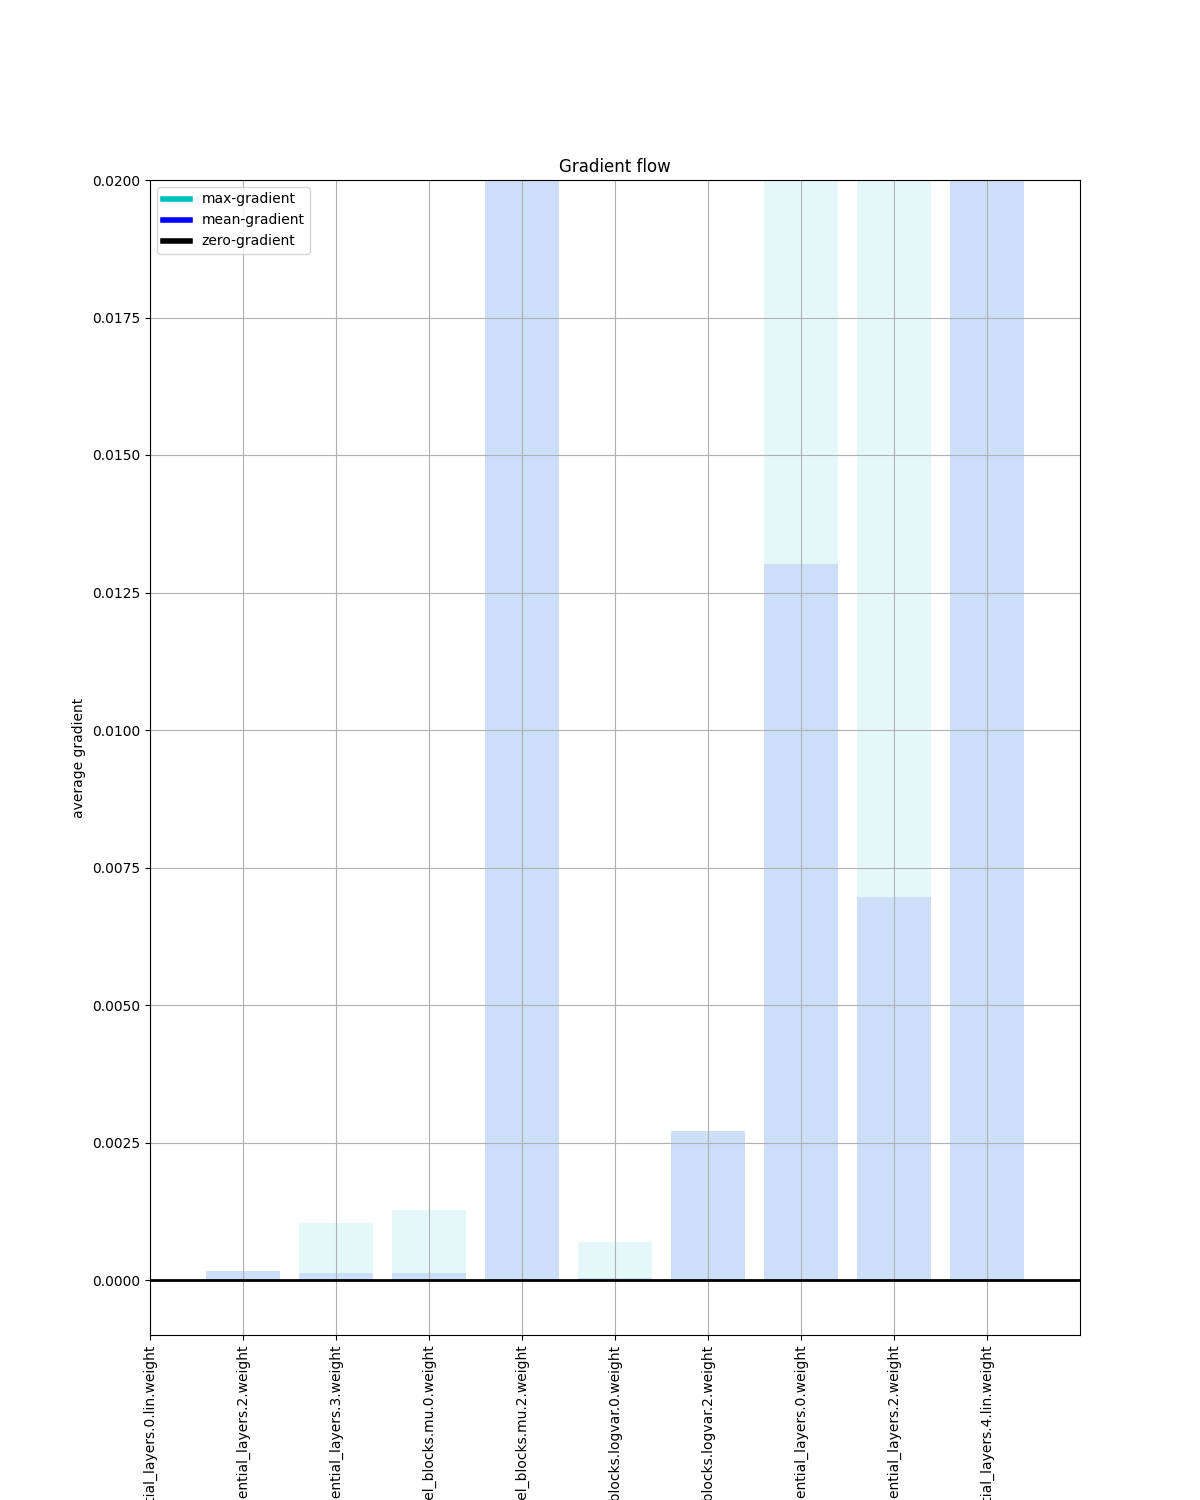 Gradient flow
max-gradient
mean-gradient
zero-gradient
0.0200
0.0175
0.0150
0.0125
0.0100
0.0075
0.0050
0.0025
0.0000
average gradient
tial_layers.0.lin.weight
ential_layers.2.weight
ential_layers.3.weight
el_blocks.mu.0.weight
el_blocks.mu.2.weight
blocks.logvar.0.weight
blocks.logvar.2.weight
ential_layers.0.weight
ential_layers.2.weight
tial_layers.4.lin.weight